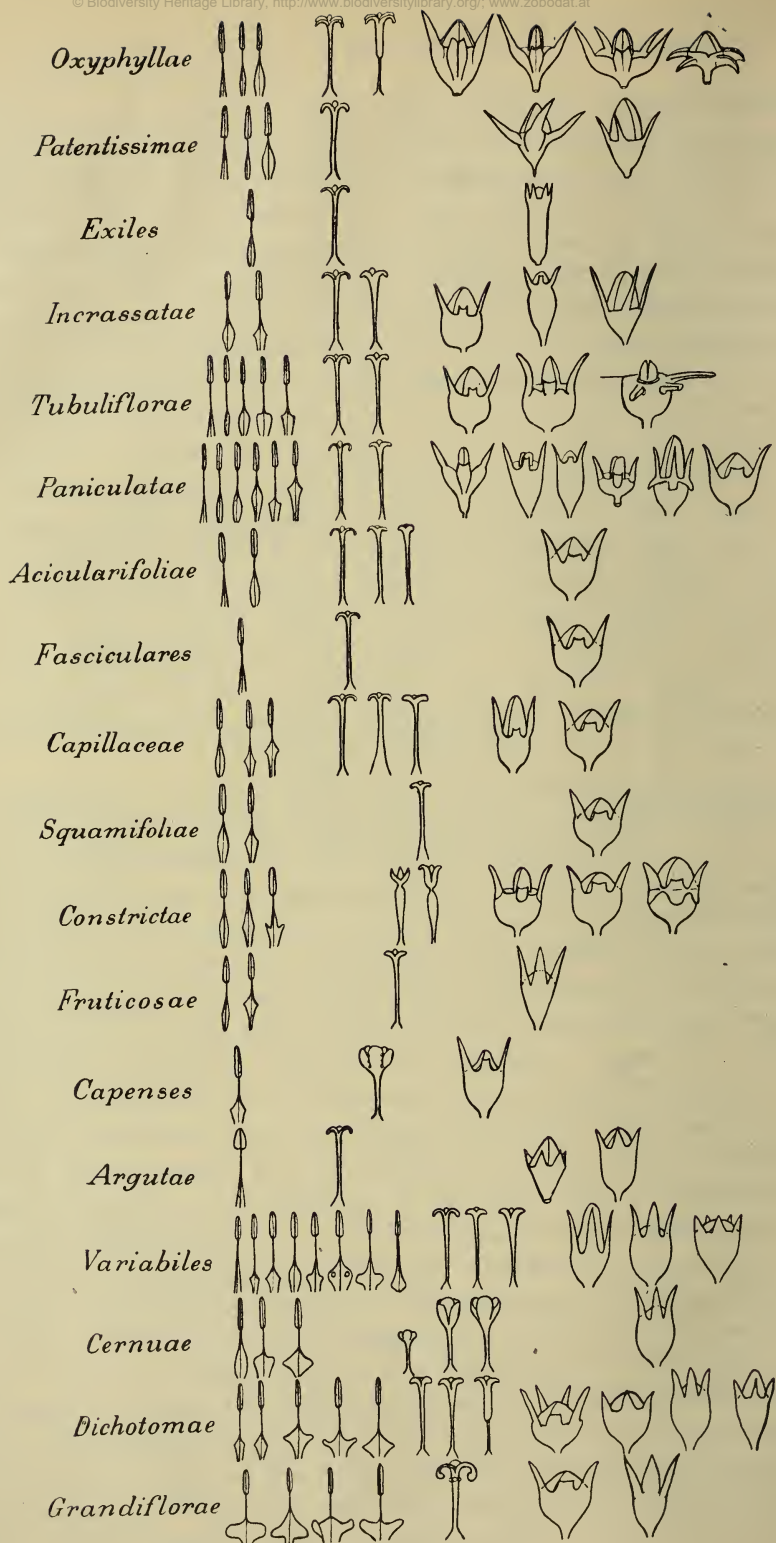 © Biodiversity Heritage Library, http://www.biodiversitylibrary.org/; www.zobodat.at
Oxyphyllae
Patentissimae
Exiles
Incrassatae
Tubuliflorae
Paniculatae
Acicularifoliae
Fasciculares
Capillaceae
Squamifoliae
Constrictae
Fruticosae
Capenses
Argutae
Variabiles
Cernuae
Dichotomae
Grandiflorae